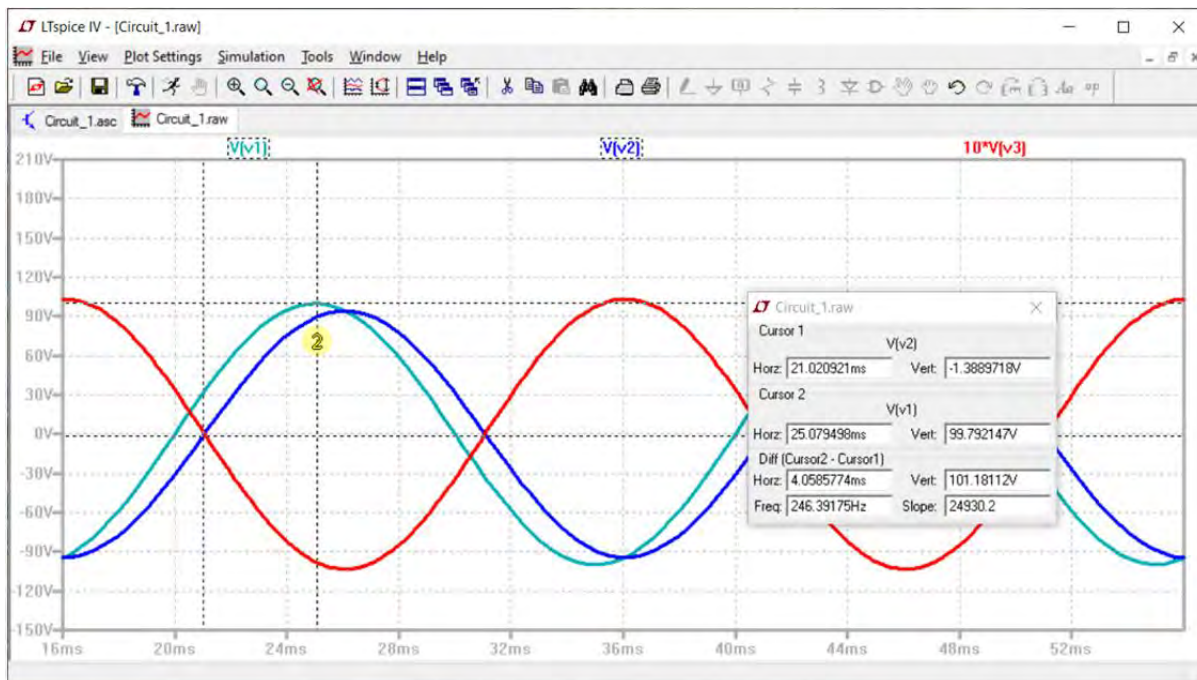 LTspice IV - [Circuit_1.raw]
File View Plot Settings Simulation Tools Window Help
Circuit_1.asc Circuit_1.raw
V(v1) V(v2) 10*V(v3)
210V
180V
150V
120V
90V
60V
30V
0V
-30V
-60V
-90V
-120V
-150V
16ms 20ms 24ms 28ms 32ms 36ms 40ms 44ms 48ms 52ms
2
Circuit_1.raw
Cursor 1
V(v2)
Horz: 21.020921ms Vert: -1.3889718V
Cursor 2
V(v1)
Horz: 25.079498ms Vert: 99.792147V
Diff (Cursor2 - Cursor1)
Horz: 4.0585774ms Vert: 101.18112V
Freq: 246.39175Hz Slope: 24930.2